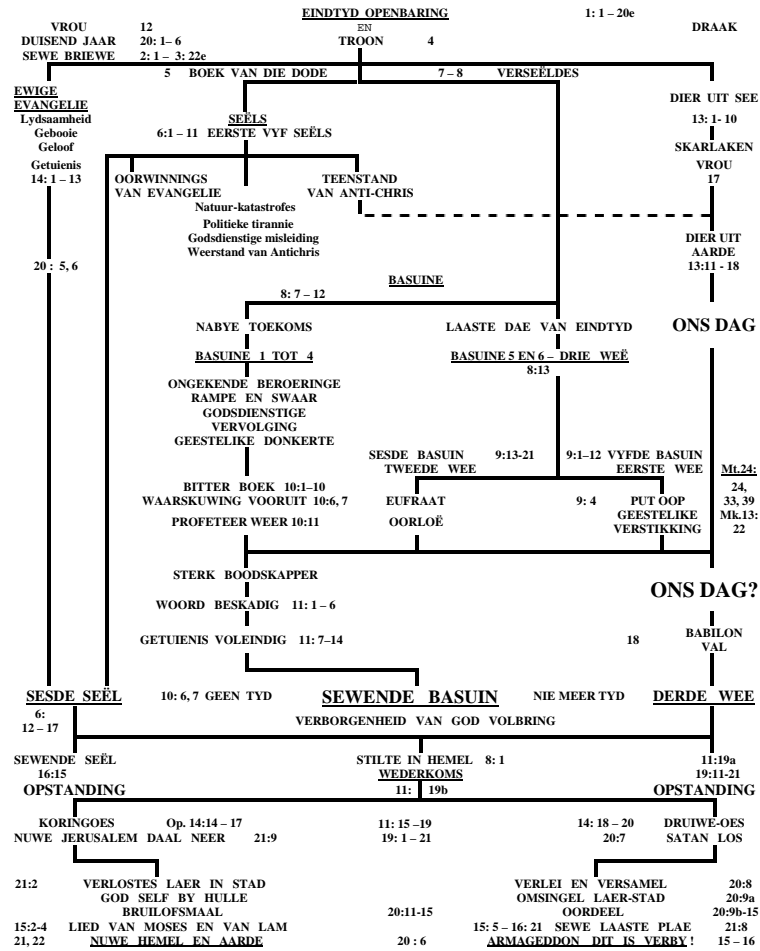 EINDTYD OPENBARING 1: 1 – 20e
VROU 12 EN DRAAK
DUISEND JAAR 20: 1– 6 TROON 4
SEWE BRIEWE 2: 1 – 3: 22e
5 BOEK VAN DIE DODE 7 – 8 VERSEËLDES
EWIGE
EVANGELIE
Lydsaamheid
Gebooie
Geloof
Getuienis
14: 1 – 13
DIER UIT SEE
13: 1- 10
SKARLAKEN
VROU
17
SEËLS
6:1 – 11 EERSTE VYF SEËLS
OORWINNINGS
VAN EVANGELIE
TEENSTAND
VAN ANTI-CHRIS
Natuur-katastrofes
Politieke tirannie
Godsdienstige misleiding
Weerstand van Antichris
DIER UIT
AARDE
13:11 - 18
20 : 5, 6
BASUINE
8: 7 – 12
NABYE TOEKOMS LAASTE DAE VAN EINDTYD ONS DAG
BASUINE 1 TOT 4 BASUINE 5 EN 6 – DRIE WEË
8:13
ONGEKENDE BEROERINGE
RAMPE EN SWAAR
GODSDIENSTIGE
VERVOLGING
GEESTELIKE DONKERTE
SESDE BASUIN 9:13-21 9:1–12 VYFDE BASUIN
TWEEDE WEE EERSTE WEE
Mt.24:
24,
33, 39
Mk.13:
22
BITTER BOEK 10:1–10
WAARSKUWING VOORUIT 10:6, 7
PROFETEER WEER 10:11
EUFRAAT
OORLOË
9: 4 PUT OOP
GEESTELIKE
VERSTIKKING
STERK BOODSKAPPER
ONS DAG?
WOORD BESKADIG 11: 1 – 6
GETUIENIS VOLEINDIG 11: 7–14
18 BABILON
VAL
SESDE SEËL 10: 6, 7 GEEN TYD SEWENDE BASUIN NIE MEER TYD DERDE WEE
6:
12 – 17
VERBORGENHEID VAN GOD VOLBRING
SEWENDE SEËL STILTE IN HEMEL 8: 1 11:19a
16:15 WEDERKOMS 19:11-21
OPSTANDING 11: 19b OPSTANDING
KORINGOES Op. 14:14 – 17 11: 15 –19 14: 18 – 20 DRUIWE-OES
NUWE JERUSALEM DAAL NEER 21:9 19: 1 – 21 20:7 SATAN LOS
21:2 VERLOSTES LAER IN STAD VERLEI EN VERSAMEL 20:8
GOD SELF BY HULLE OMSINGEL LAER-STAD 20:9a
BRUILOFSMAAL 20:11-15 OORDEEL 20:9b-15
15:2-4 LIED VAN MOSES EN VAN LAM 15: 5 – 16: 21 SEWE LAASTE PLAE 21:8
21, 22 NUWE HEMEL EN AARDE 20 : 6 ARMAGEDDON DIT IS VERBY ! 15 – 16